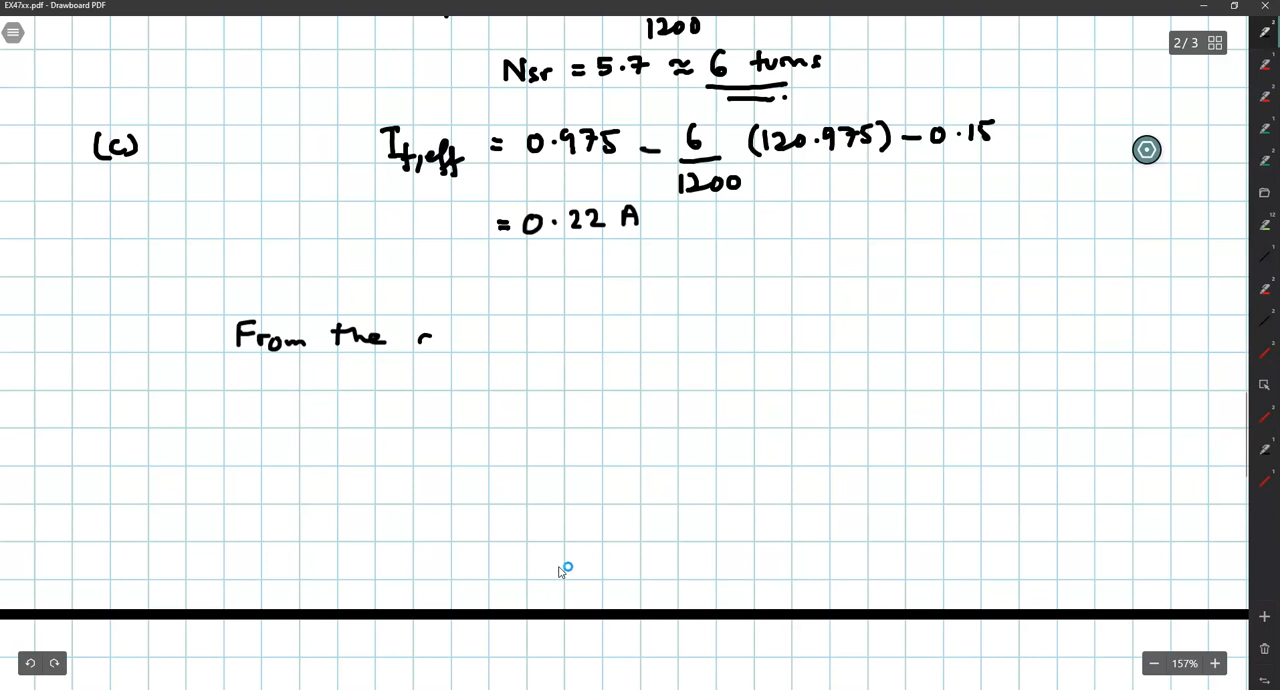 EX47xx.pdf - Drawboard PDF
2/3
1200
Nsr = 5.7 ≈ 6 turns
(c) If,eff = 0.975 - 6/1200 (120.975) - 0.15
= 0.22 A
From the
157%